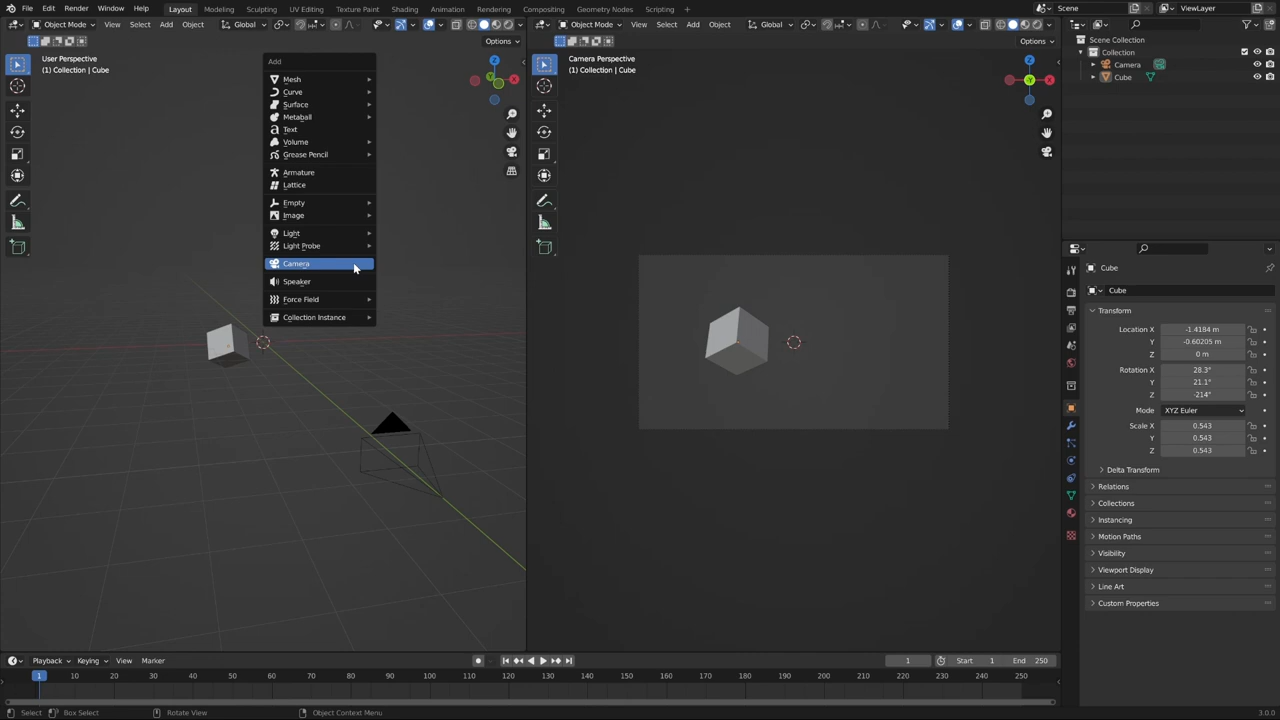 File Edit Render Window Help Layout Modeling Sculpting UV Editing Texture Paint Shading Animation Rendering Compositing Geometry Nodes Scripting + Scene ViewLayer
Object Mode View Select Add Object Global
Object Mode View Select Add Object Global
Options
Options
User Perspective
(1) Collection | Cube
Z
X
Y
Add
Mesh
Curve
Surface
Metaball
Text
Volume
Grease Pencil
Armature
Lattice
Empty
Image
Light
Light Probe
Camera
Speaker
Force Field
Collection Instance
Camera Perspective
(1) Collection | Cube
Z
Y
X
Scene Collection
Collection
Camera
Cube
Cube
Cube
Transform
Location X -1.4184 m
Y -0.60205 m
Z 0 m
Rotation X 28.3°
Y 21.1°
Z -214°
Mode XYZ Euler
Scale X 0.543
Y 0.543
Z 0.543
Delta Transform
Relations
Collections
Instancing
Motion Paths
Visibility
Viewport Display
Line Art
Custom Properties
Playback Keying View Marker 1 Start 1 End 250
1 10 20 30 40 50 60 70 80 90 100 110 120 130 140 150 160 170 180 190 200 210 220 230 240 250
Select Box Select Rotate View Object Context Menu 3.0.0